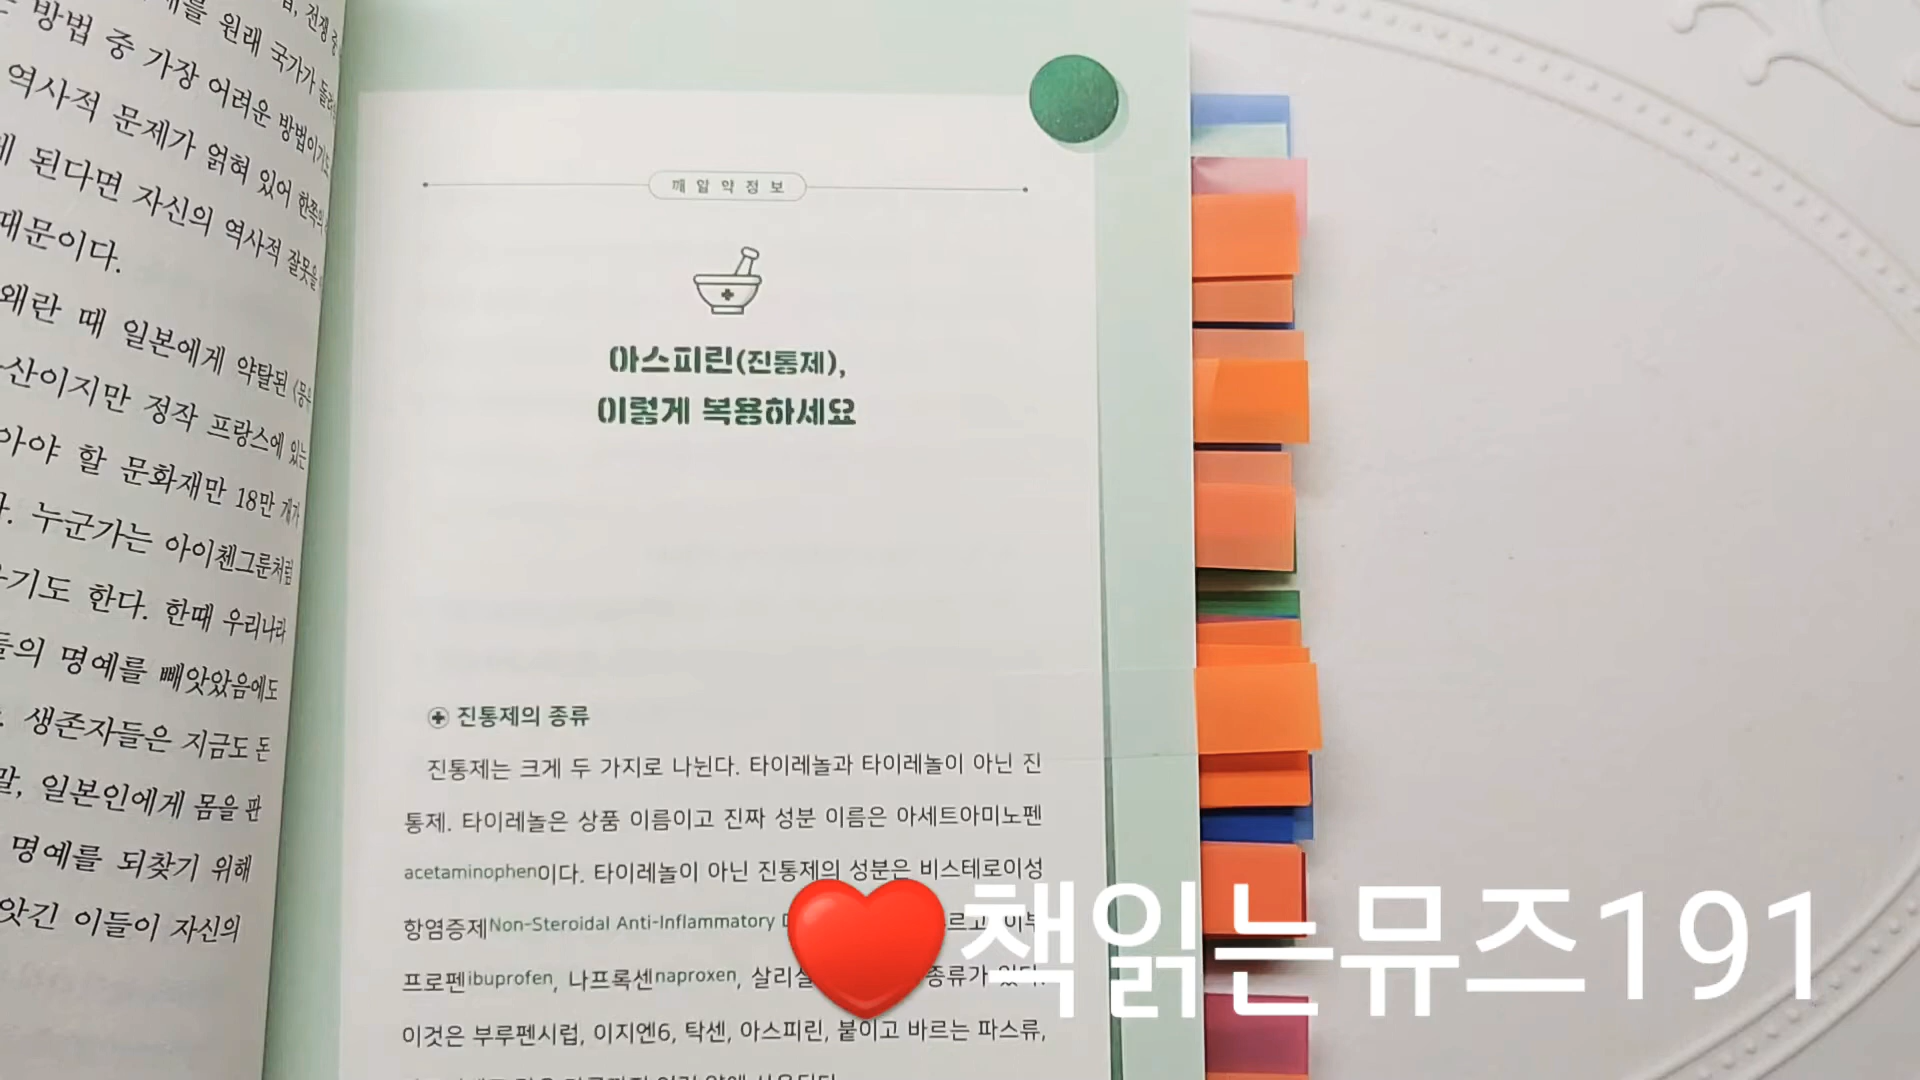 를 원래 국가가
방법 중 가장 어려운 방법이기도
역사적 문제가 얽혀 있어 한쪽의
된다면 자신의 역사적 잘못을
때문이다.
왜란 때 일본에게 약탈된
산이지만 정작 프랑스에 있는
아야 할 문화재만 18만 개가
누군가는 아이첸그륀처럼
기도 한다. 한때 우리나라
들의 명예를 빼앗았음에도
생존자들은 지금도 돈
말, 일본인에게 몸을 판
명예를 되찾기 위해
앗긴 이들이 자신의
깨알약정보
아스피린(진통제),
이렇게 복용하세요
진통제의 종류
진통제는 크게 두 가지로 나뉜다. 타이레놀과 타이레놀이 아닌 진
통제. 타이레놀은 상품 이름이고 진짜 성분 이름은 아세트아미노펜
acetaminophen이다. 타이레놀이 아닌 진통제의 성분은 비스테로이성
항염증제Non-Steroidal Anti-Inflammatory
프로펜ibuprofen, 나프록센naproxen, 종류가 있다.
이것은 부루펜시럽, 이지엔6, 탁센, 아스피린, 붙이고 바르는 파스류,
❤️책읽는뮤즈191